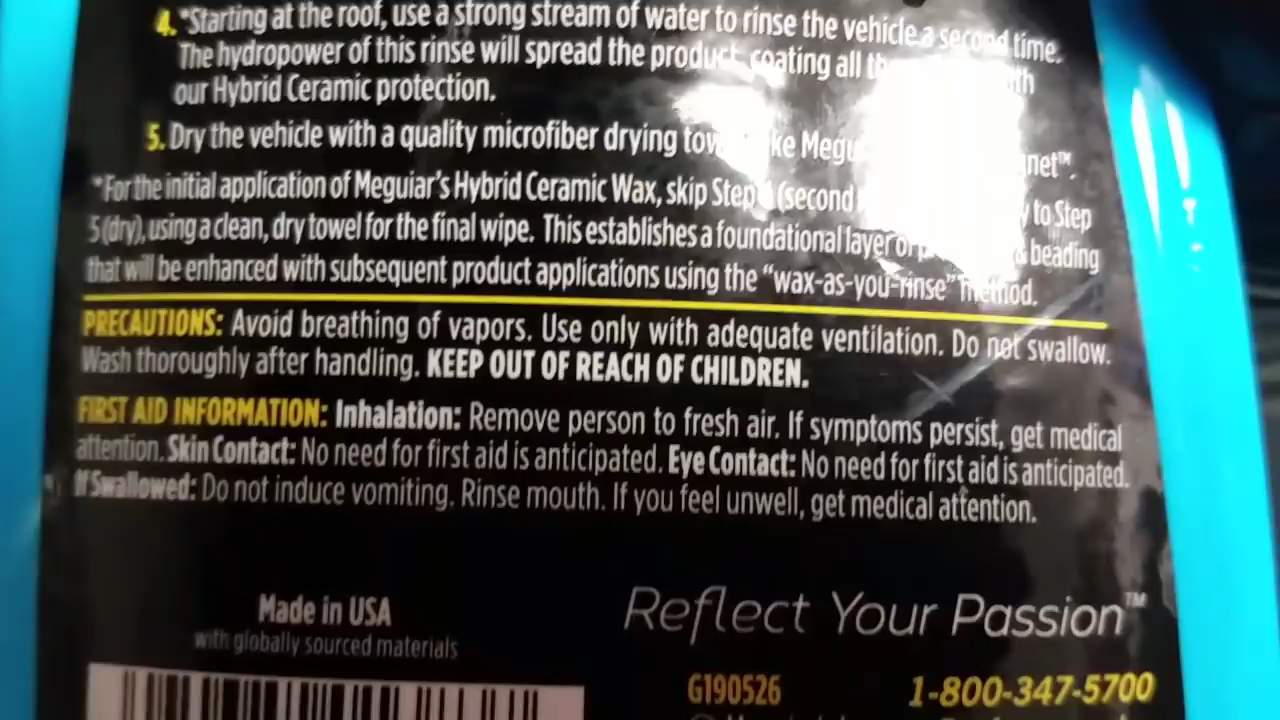 4. *Starting at the roof, use a strong stream of water to rinse the vehicle a second time.
The hydropower of this rinse will spread the product, coating all
our Hybrid Ceramic protection.
5. Dry the vehicle with a quality microfiber drying
*For the initial application of Meguiar's Hybrid Ceramic Wax, skip Step (second to Step
5 (dry), using a clean, dry towel for the final wipe. This establishes a foundational layer of & beading
that will be enhanced with subsequent product applications using the “wax-as-you-rinse” method.
PRECAUTIONS: Avoid breathing of vapors. Use only with adequate ventilation. Do not swallow.
Wash thoroughly after handling. KEEP OUT OF REACH OF CHILDREN.
FIRST AID INFORMATION: Inhalation: Remove person to fresh air. If symptoms persist, get medical
attention. Skin Contact: No need for first aid is anticipated. Eye Contact: No need for first aid is anticipated.
If Swallowed: Do not induce vomiting. Rinse mouth. If you feel unwell, get medical attention.
Made in USA
with globally sourced materials
Reflect Your Passion™
G190526
1-800-347-5700